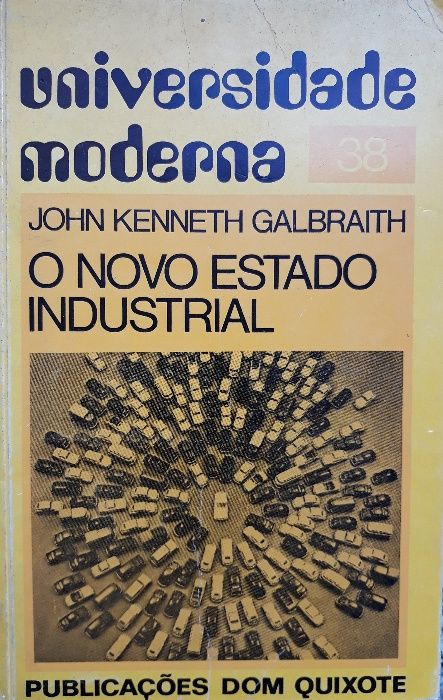 universidade
moderna 38
JOHN KENNETH GALBRAITH
O NOVO ESTADO
INDUSTRIAL
PUBLICAÇÕES DOM QUIXOTE